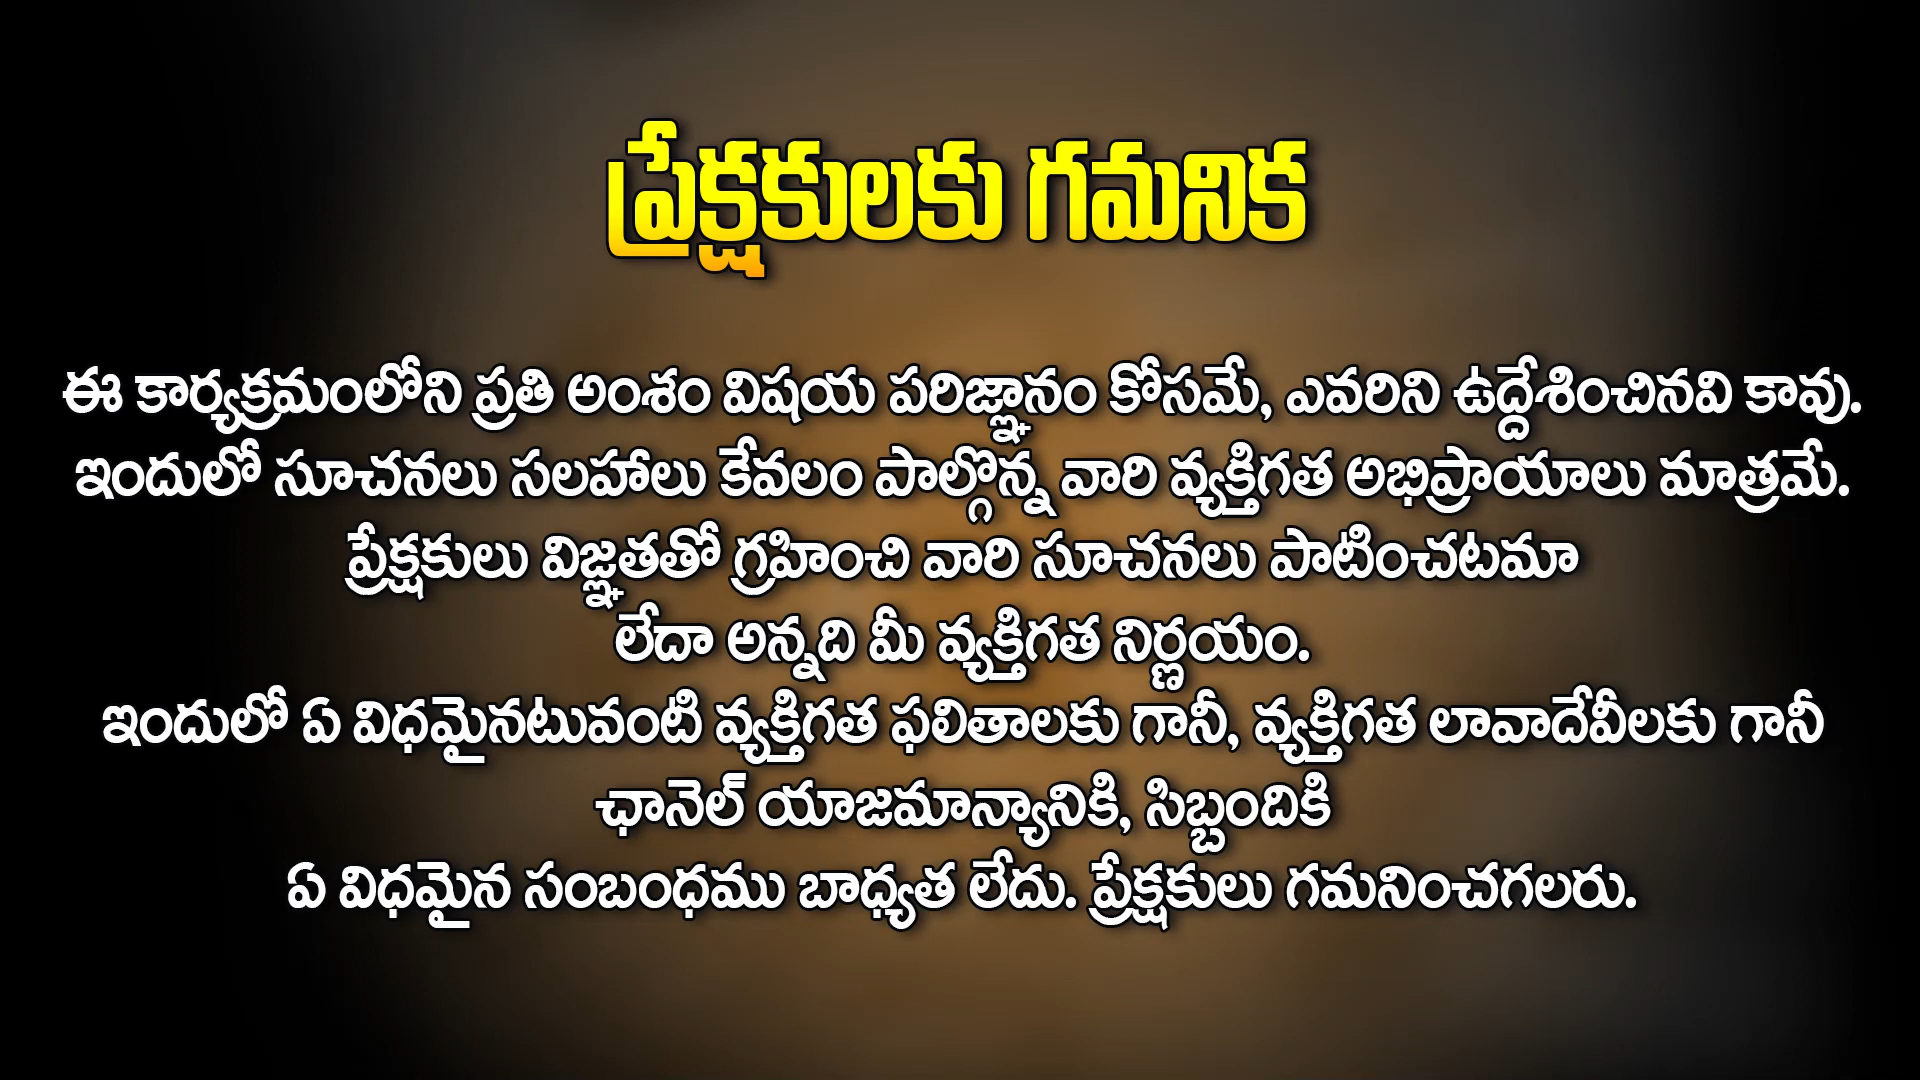 ప్రేక్షకులకు గమనిక
ఈ కార్యక్రమంలోని ప్రతి అంశం విషయ పరిజ్ఞానం కోసమే, ఎవరిని ఉద్దేశించినవి కావు.
ఇందులో సూచనలు సలహాలు కేవలం పాల్గొన్న వారి వ్యక్తిగత అభిప్రాయాలు మాత్రమే.
ప్రేక్షకులు విజ్ఞతతో గ్రహించి వారి సూచనలు పాటించటమా
లేదా అన్నది మీ వ్యక్తిగత నిర్ణయం.
ఇందులో ఏ విధమైనటువంటి వ్యక్తిగత ఫలితాలకు గానీ, వ్యక్తిగత లావాదేవీలకు గానీ
ఛానెల్ యాజమాన్యానికి, సిబ్బందికి
ఏ విధమైన సంబంధము బాధ్యత లేదు. ప్రేక్షకులు గమనించగలరు.